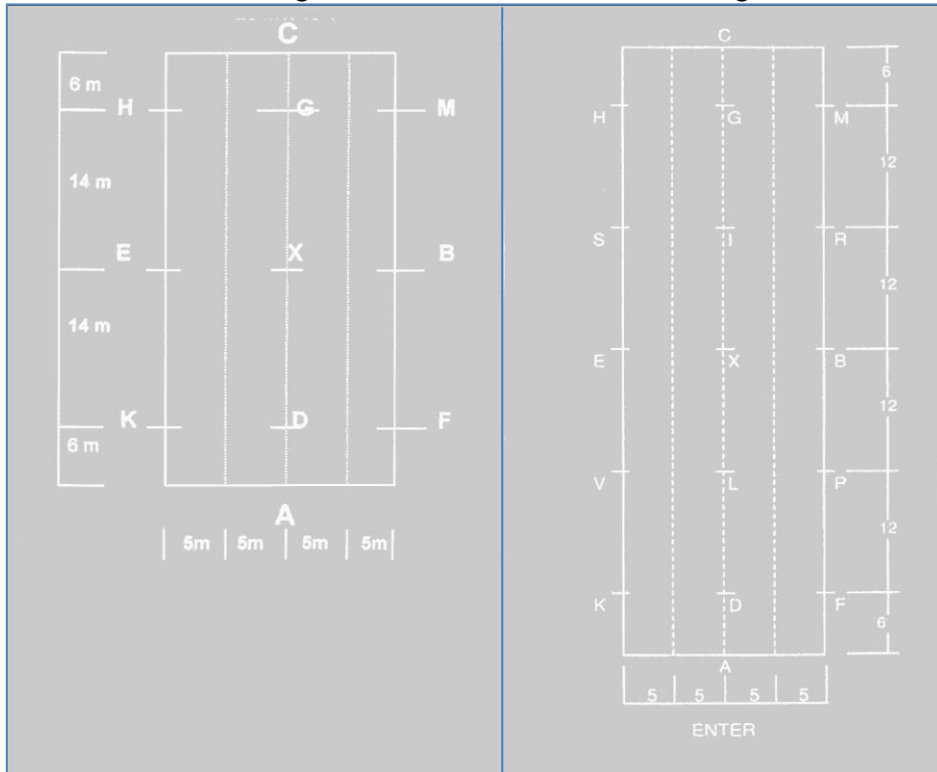 C
6 m
H G M
14 m
E X B
14 m
K D F
6 m
A
5m 5m 5m 5m
C
6
H G M
12
S I R
12
E X B
12
V L P
12
K D F
6
A
5 5 5 5
ENTER